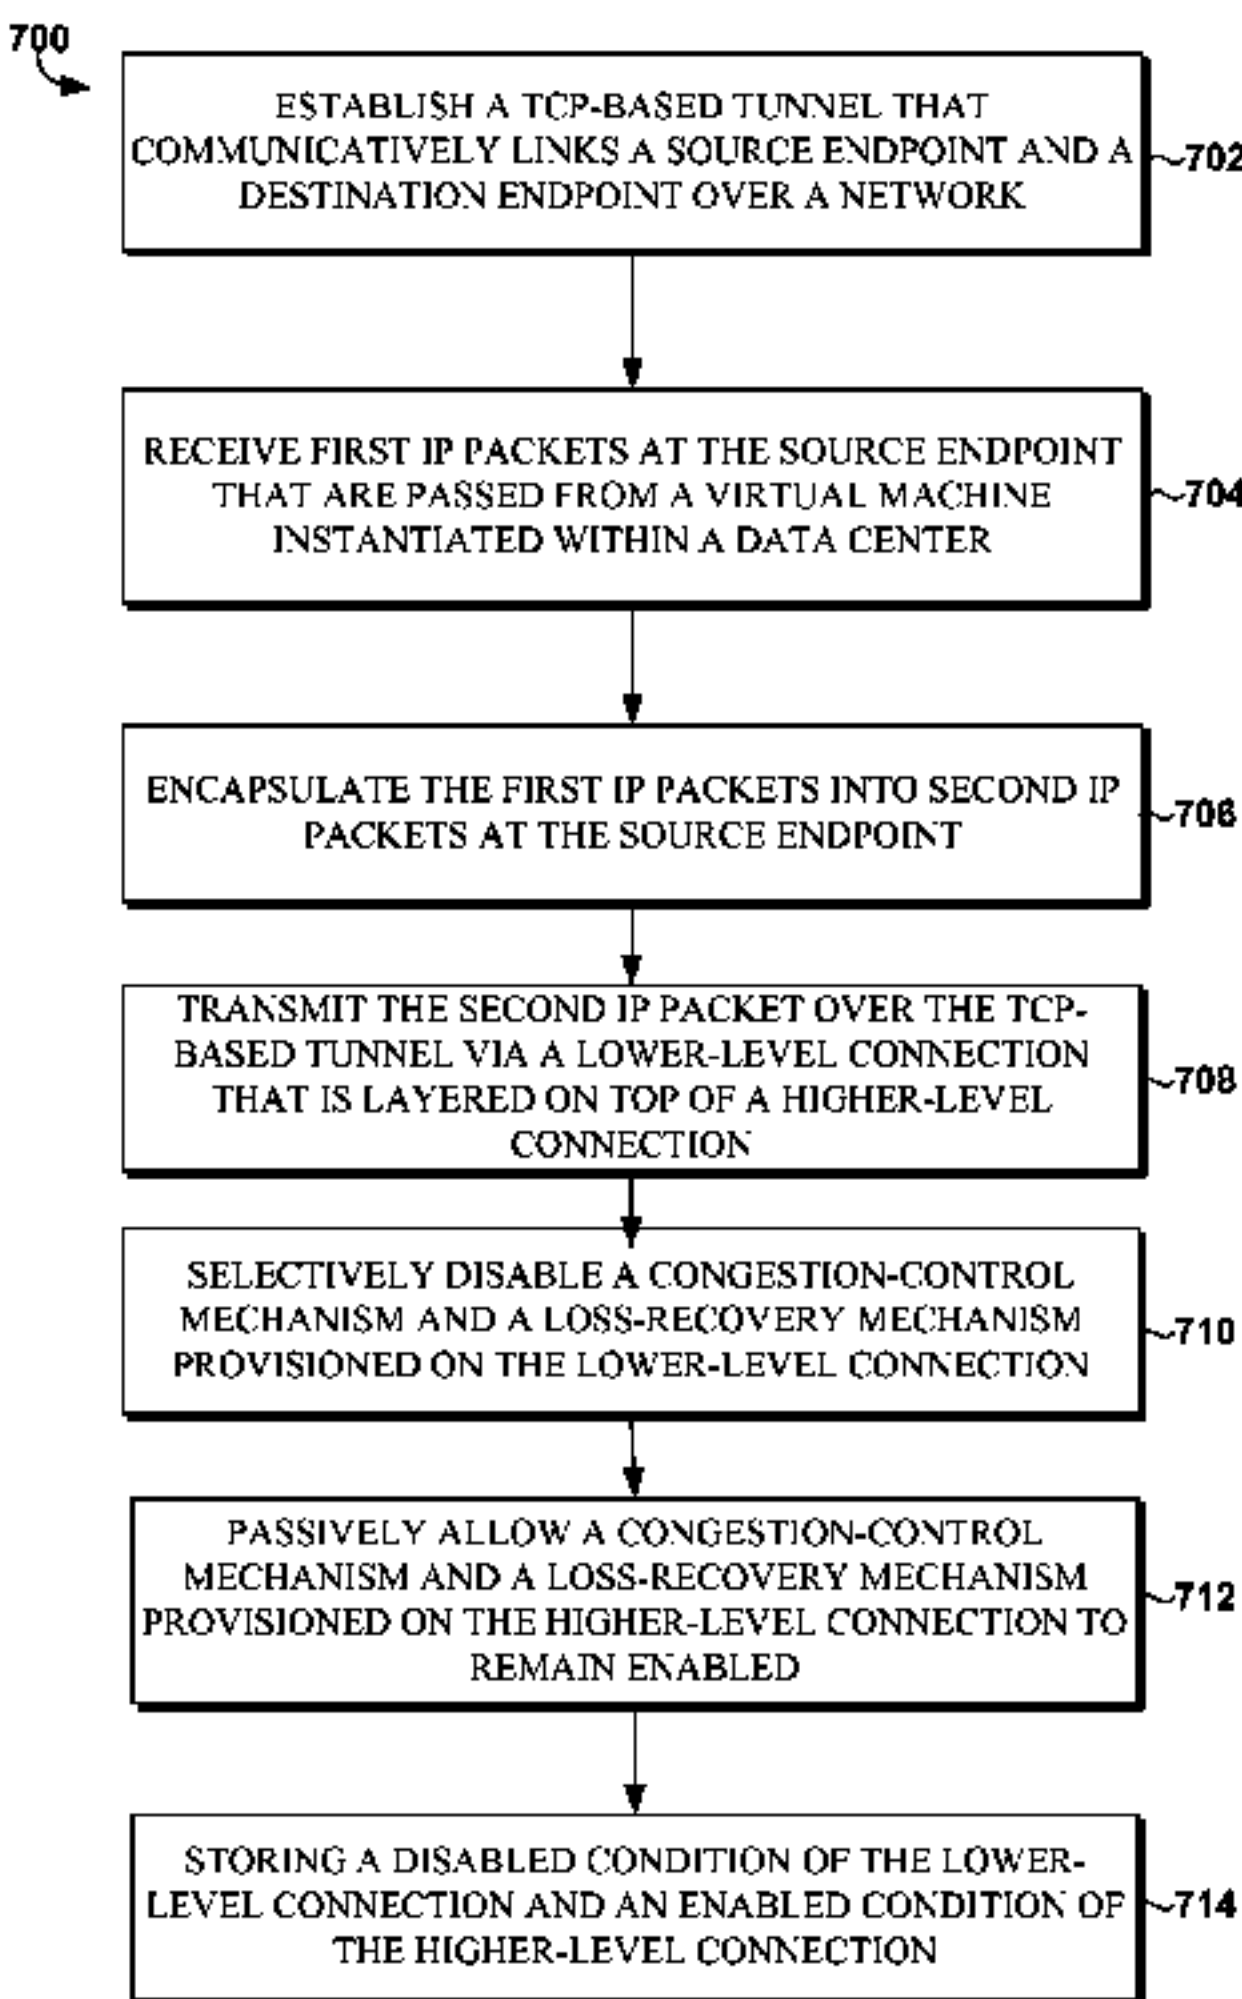 700
ESTABLISH A TCP-BASED TUNNEL THAT
COMMUNICATIVELY LINKS A SOURCE ENDPOINT AND A
DESTINATION ENDPOINT OVER A NETWORK
702
RECEIVE FIRST IP PACKETS AT THE SOURCE ENDPOINT
THAT ARE PASSED FROM A VIRTUAL MACHINE
INSTANTIATED WITHIN A DATA CENTER
704
ENCAPSULATE THE FIRST IP PACKETS INTO SECOND IP
PACKETS AT THE SOURCE ENDPOINT
706
TRANSMIT THE SECOND IP PACKET OVER THE TCP-
BASED TUNNEL VIA A LOWER-LEVEL CONNECTION
THAT IS LAYERED ON TOP OF A HIGHER-LEVEL
CONNECTION
708
SELECTIVELY DISABLE A CONGESTION-CONTROL
MECHANISM AND A LOSS-RECOVERY MECHANISM
PROVISIONED ON THE LOWER-LEVEL CONNECTION
710
PASSIVELY ALLOW A CONGESTION-CONTROL
MECHANISM AND A LOSS-RECOVERY MECHANISM
PROVISIONED ON THE HIGHER-LEVEL CONNECTION TO
REMAIN ENABLED
712
STORING A DISABLED CONDITION OF THE LOWER-
LEVEL CONNECTION AND AN ENABLED CONDITION OF
THE HIGHER-LEVEL CONNECTION
714